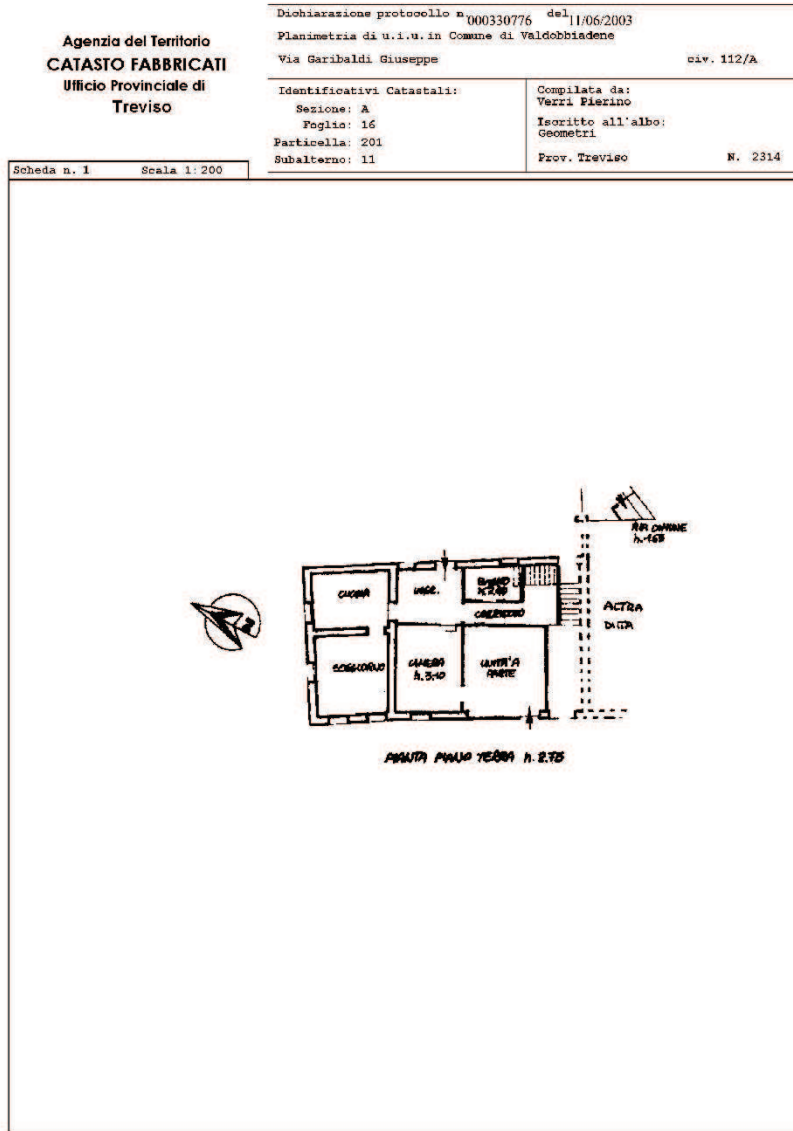 Agenzia del Territorio
CATASTO FABBRICATI
Ufficio Provinciale di
Treviso
Dichiarazione protocollo n 000330776 del 11/06/2003
Planimetria di u.i.u. in Comune di Valdobbiadene
Via Garibaldi Giuseppe civ. 112/A
Identificativi Catastali:
Sezione: A
Foglio: 16
Particella: 201
Subalterno: 11
Compilata da:
Verri Pierino
Iscritto all'albo:
Geometri
Prov. Treviso N. 2314
Scheda n. 1 Scala 1:200
h. 1.63
CUCINA
INGR.
BAGNO
CORRIDOIO
ALTRA
DITTA
SOGGIORNO
CAMERA
h. 3.10
UNITA' A
PARTE
PIANTA PIANO TERRA h. 2.75